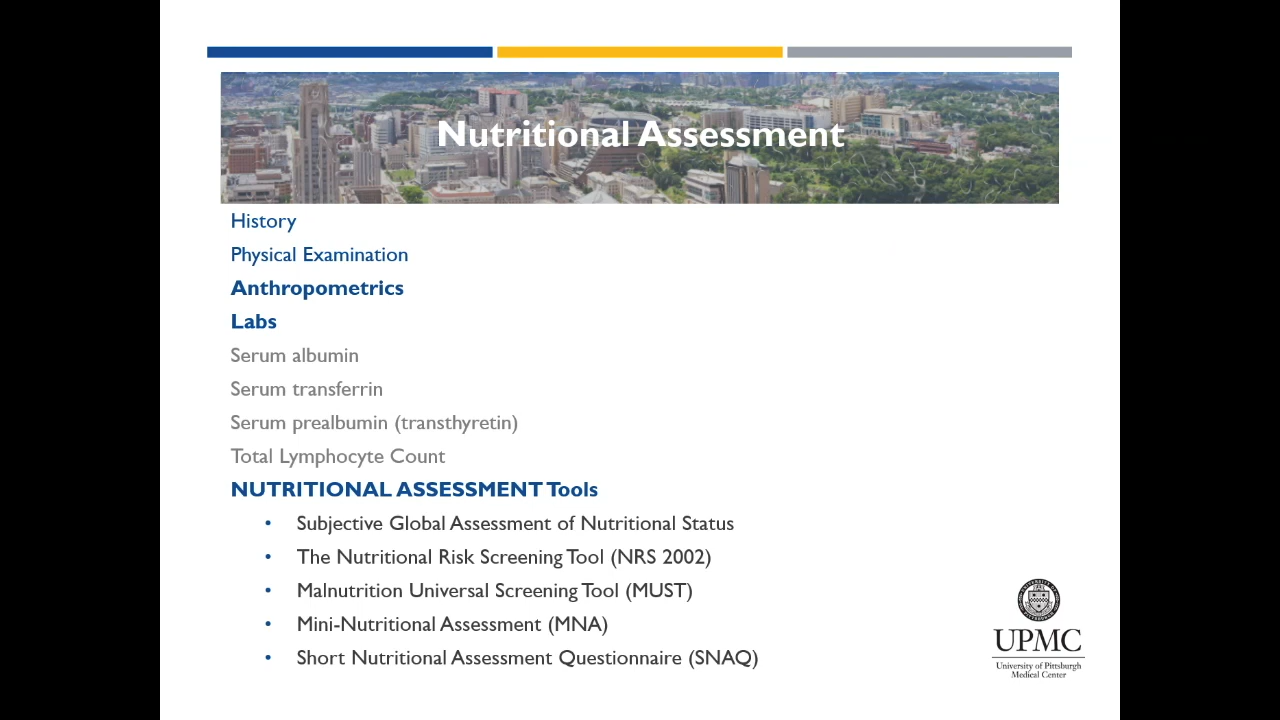 Nutritional Assessment
History
Physical Examination
Anthropometrics
Labs
Serum albumin
Serum transferrin
Serum prealbumin (transthyretin)
Total Lymphocyte Count
NUTRITIONAL ASSESSMENT Tools
• Subjective Global Assessment of Nutritional Status
• The Nutritional Risk Screening Tool (NRS 2002)
• Malnutrition Universal Screening Tool (MUST)
• Mini-Nutritional Assessment (MNA)
• Short Nutritional Assessment Questionnaire (SNAQ)
UPMC
University of Pittsburgh
Medical Center